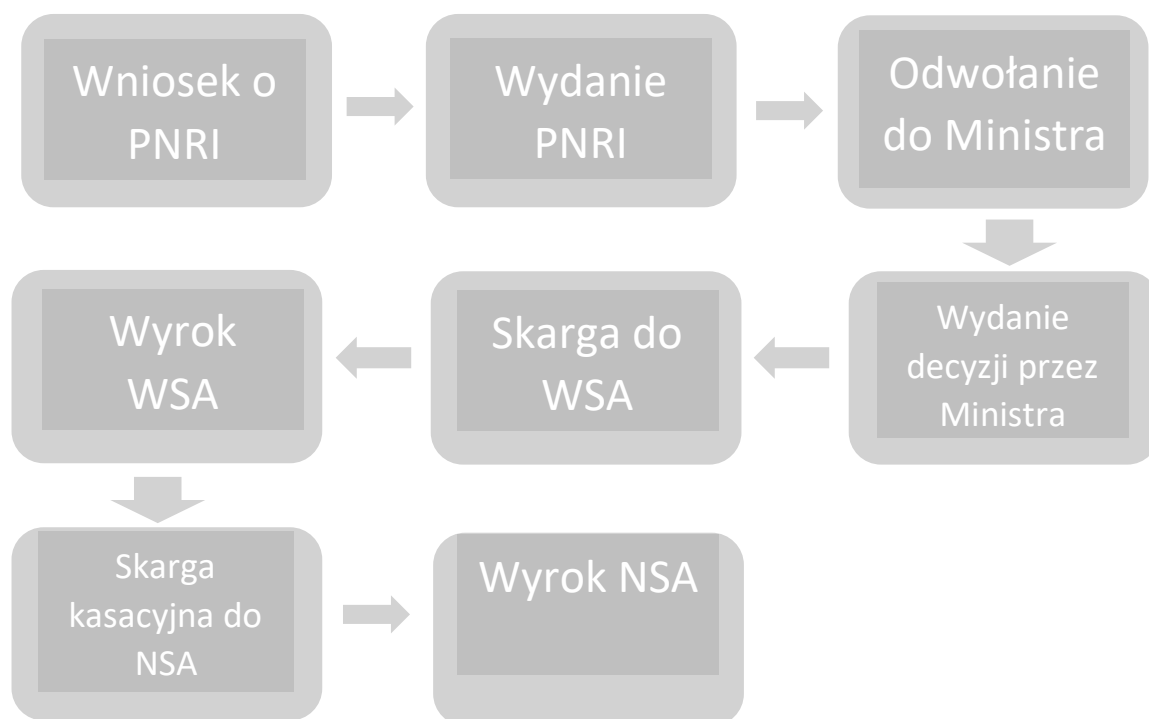 Wniosek o
PNRI
Wydanie
PNRI
Odwołanie
do Ministra
Wydanie
decyzji przez
Ministra
Skarga do
WSA
Wyrok
WSA
Skarga
kasacyjna do
NSA
Wyrok NSA